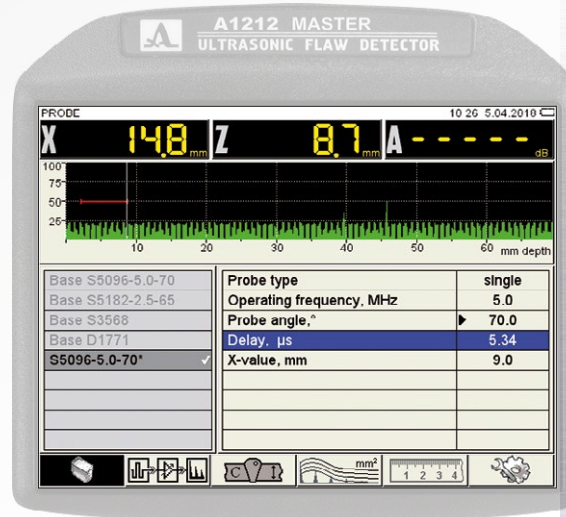 A1212 MASTER
ULTRASONIC FLAW DETECTOR
PROBE 10 26 5.04.2010
X 14.8 mm Z 8.7 mm A - - - - - dB
100
75
50
25
10 20 30 40 50 60 mm depth
Base S5096-5.0-70
Base S5182-2.5-65
Base S3568
Base D1771
S5096-5.0-70* ✓
Probe type single
Operating frequency, MHz 5.0
Probe angle,° 70.0
Delay, µs 5.34
X-value, mm 9.0
C I mm² 1 2 3 4